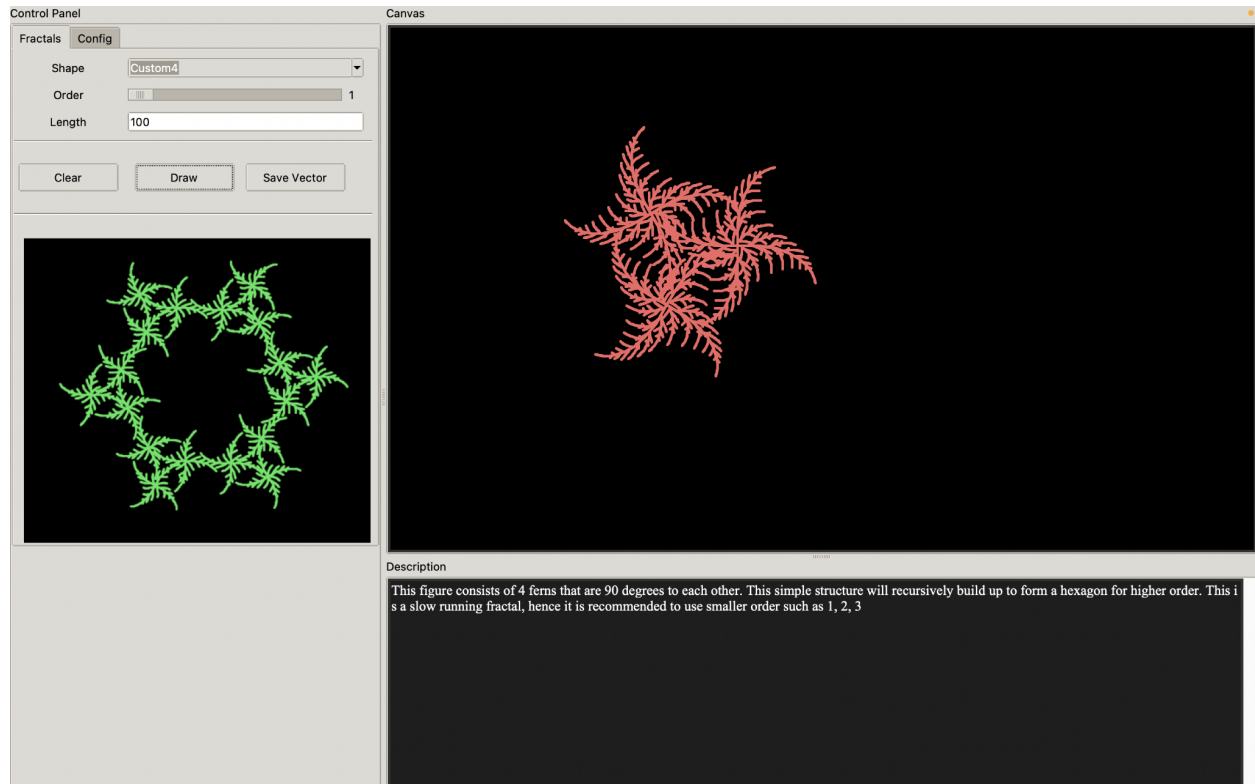 Control Panel
Canvas
Fractals Config
Shape Custom4
Order 1
Length 100
Clear Draw Save Vector
Description
This figure consists of 4 ferns that are 90 degrees to each other. This simple structure will recursively build up to form a hexagon for higher order. This i
s a slow running fractal, hence it is recommended to use smaller order such as 1, 2, 3